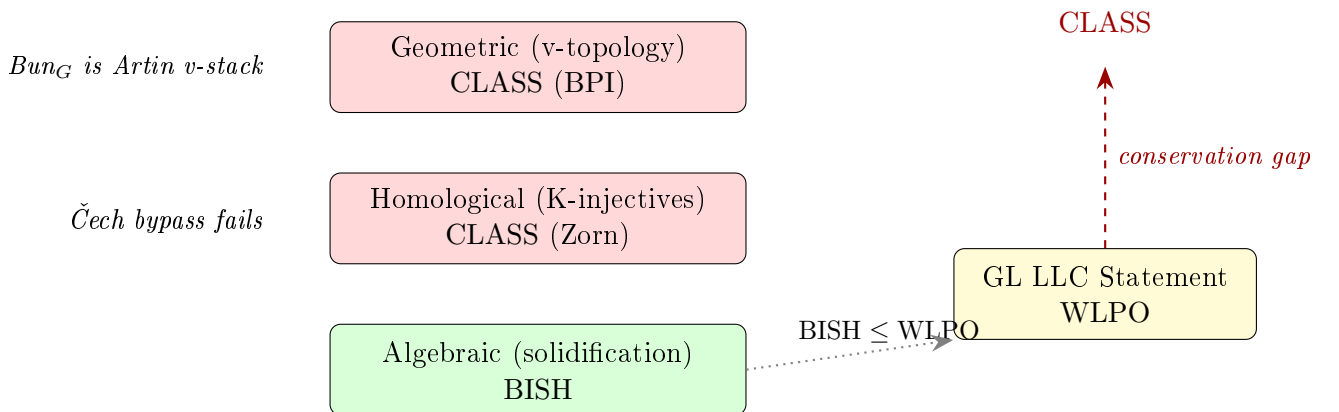 CLASS
Bun_G is Artin v-stack
Geometric (v-topology)
CLASS (BPI)
conservation gap
Čech bypass fails
Homological (K-injectives)
CLASS (Zorn)
GL LLC Statement
WLPO
BISH ≤ WLPO
Algebraic (solidification)
BISH